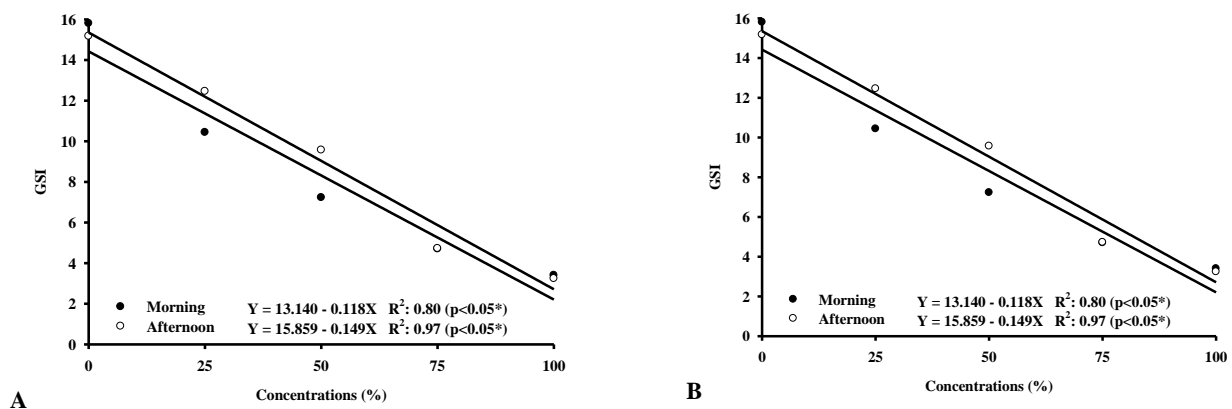 16
14
12
10
8
6
4
2
0
GSI
Morning Y = 13.140 - 0.118X R2: 0.80 (p<0.05*)
Afternoon Y = 15.859 - 0.149X R2: 0.97 (p<0.05*)
0 25 50 75 100
Concentrations (%)
A
16
14
12
10
8
6
4
2
0
GSI
Morning Y = 13.140 - 0.118X R2: 0.80 (p<0.05*)
Afternoon Y = 15.859 - 0.149X R2: 0.97 (p<0.05*)
0 25 50 75 100
Concentrations (%)
B